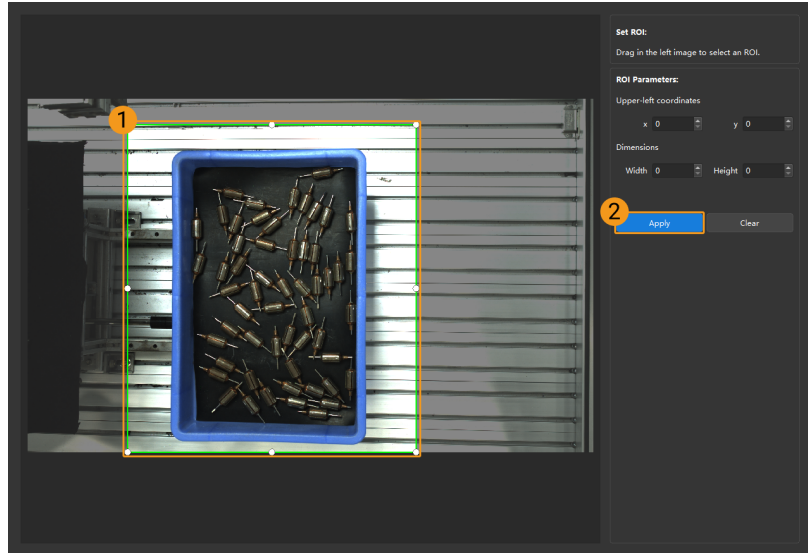 1
Set ROI:
Drag in the left image to select an ROI.
ROI Parameters:
Upper-left coordinates
x 0 y 0
Dimensions
Width 0 Height 0
2
Apply Clear